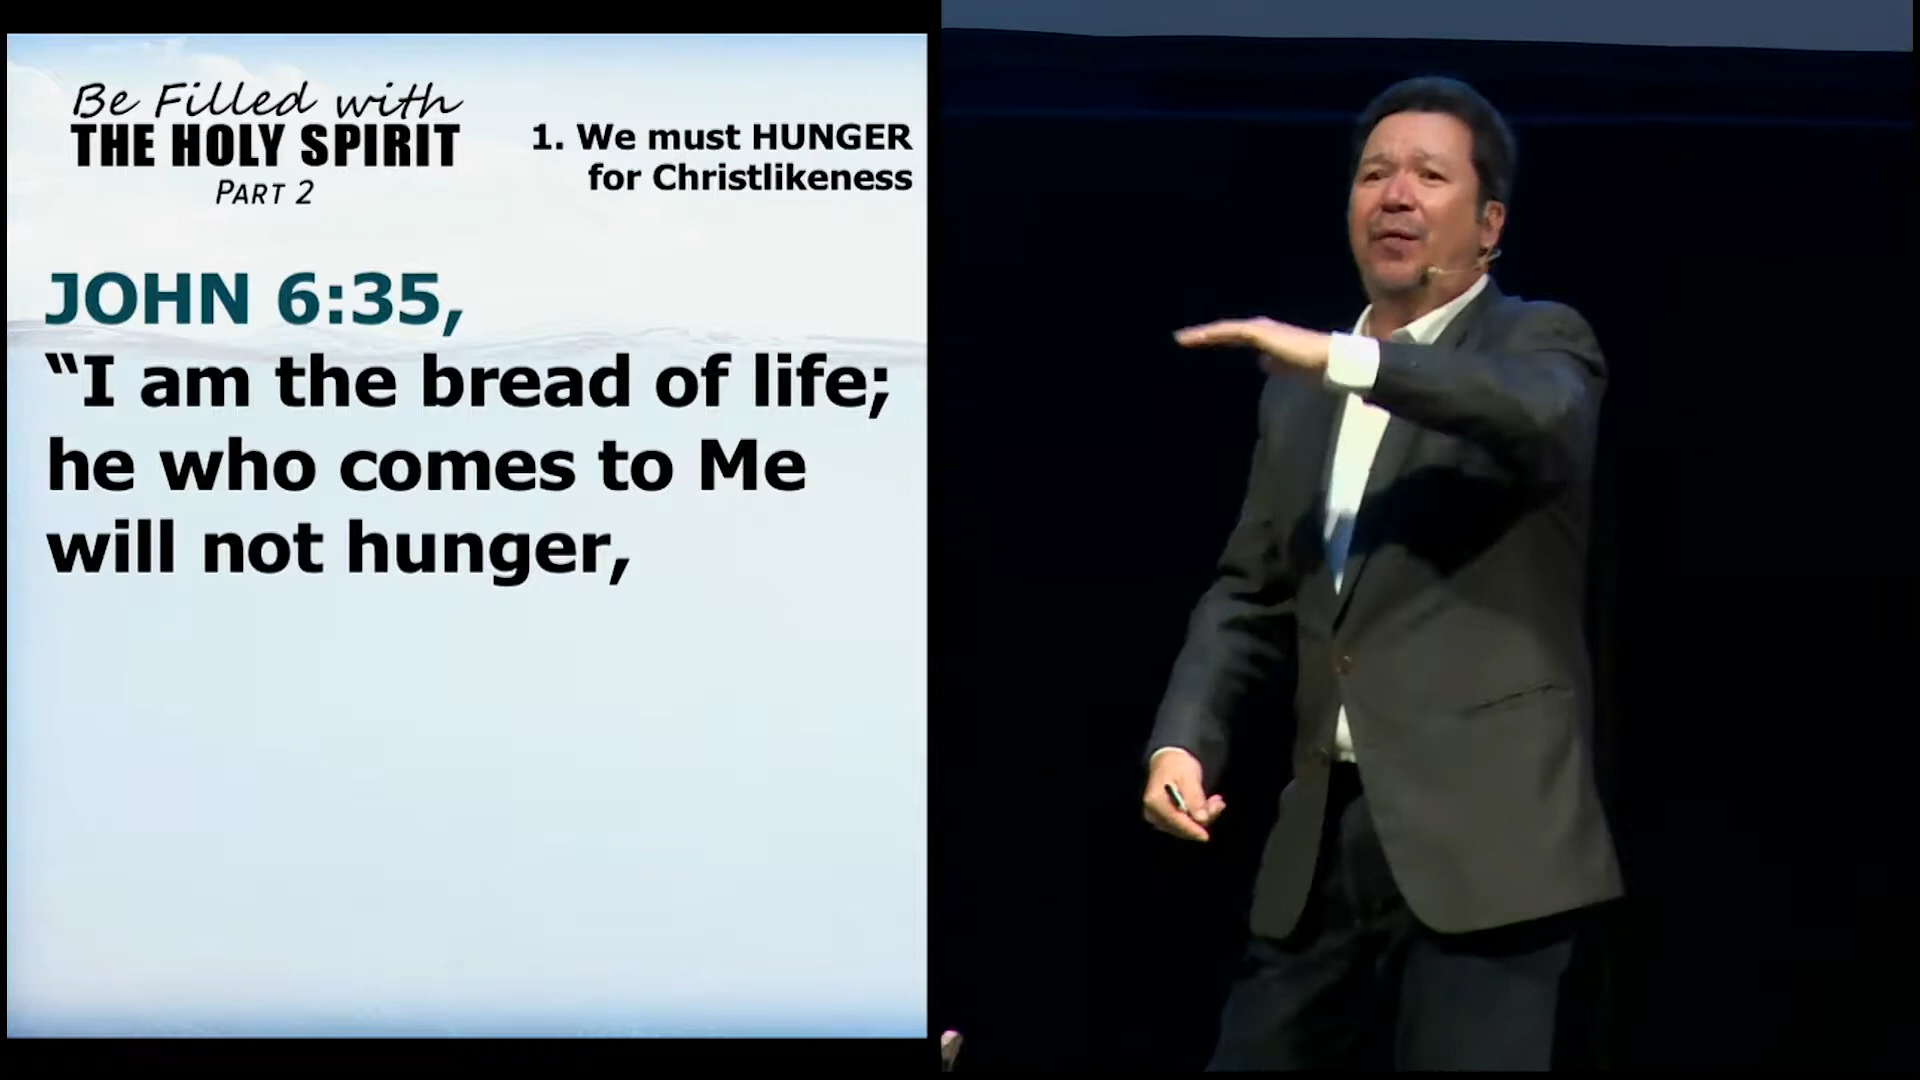 Be Filled with
THE HOLY SPIRIT
PART 2
1. We must HUNGER
for Christlikeness
JOHN 6:35,
“I am the bread of life;
he who comes to Me
will not hunger,